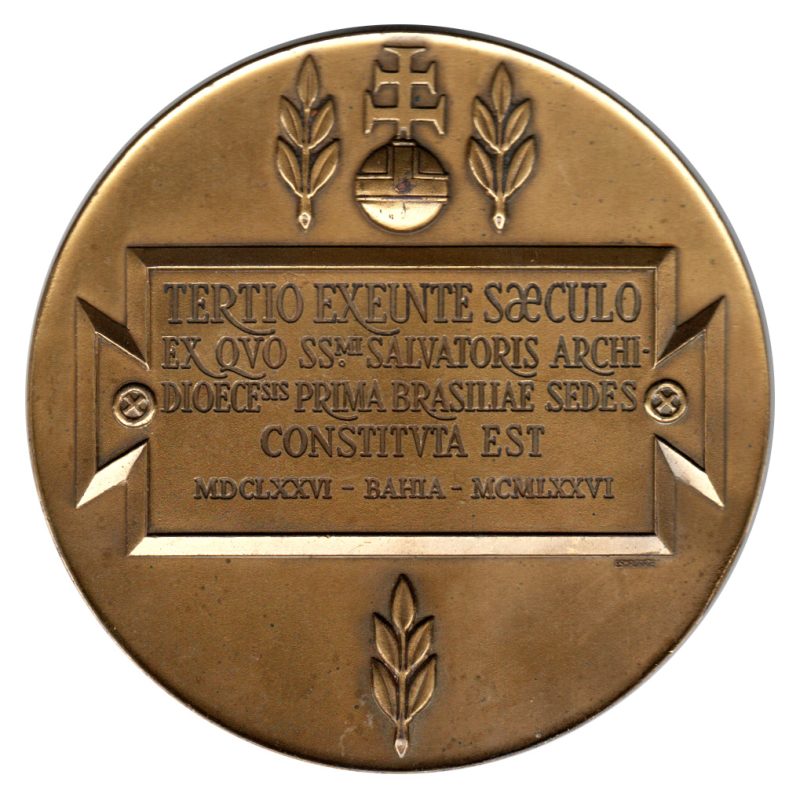 TERTIO EXEUNTE SÆCULO
EX QVO SS.MI SALVATORIS ARCHI-
DIOECESIS PRIMA BRASILIAE SEDES
CONSTITVTA EST
MDCLXXVI - BAHIA - MCMLXXVI